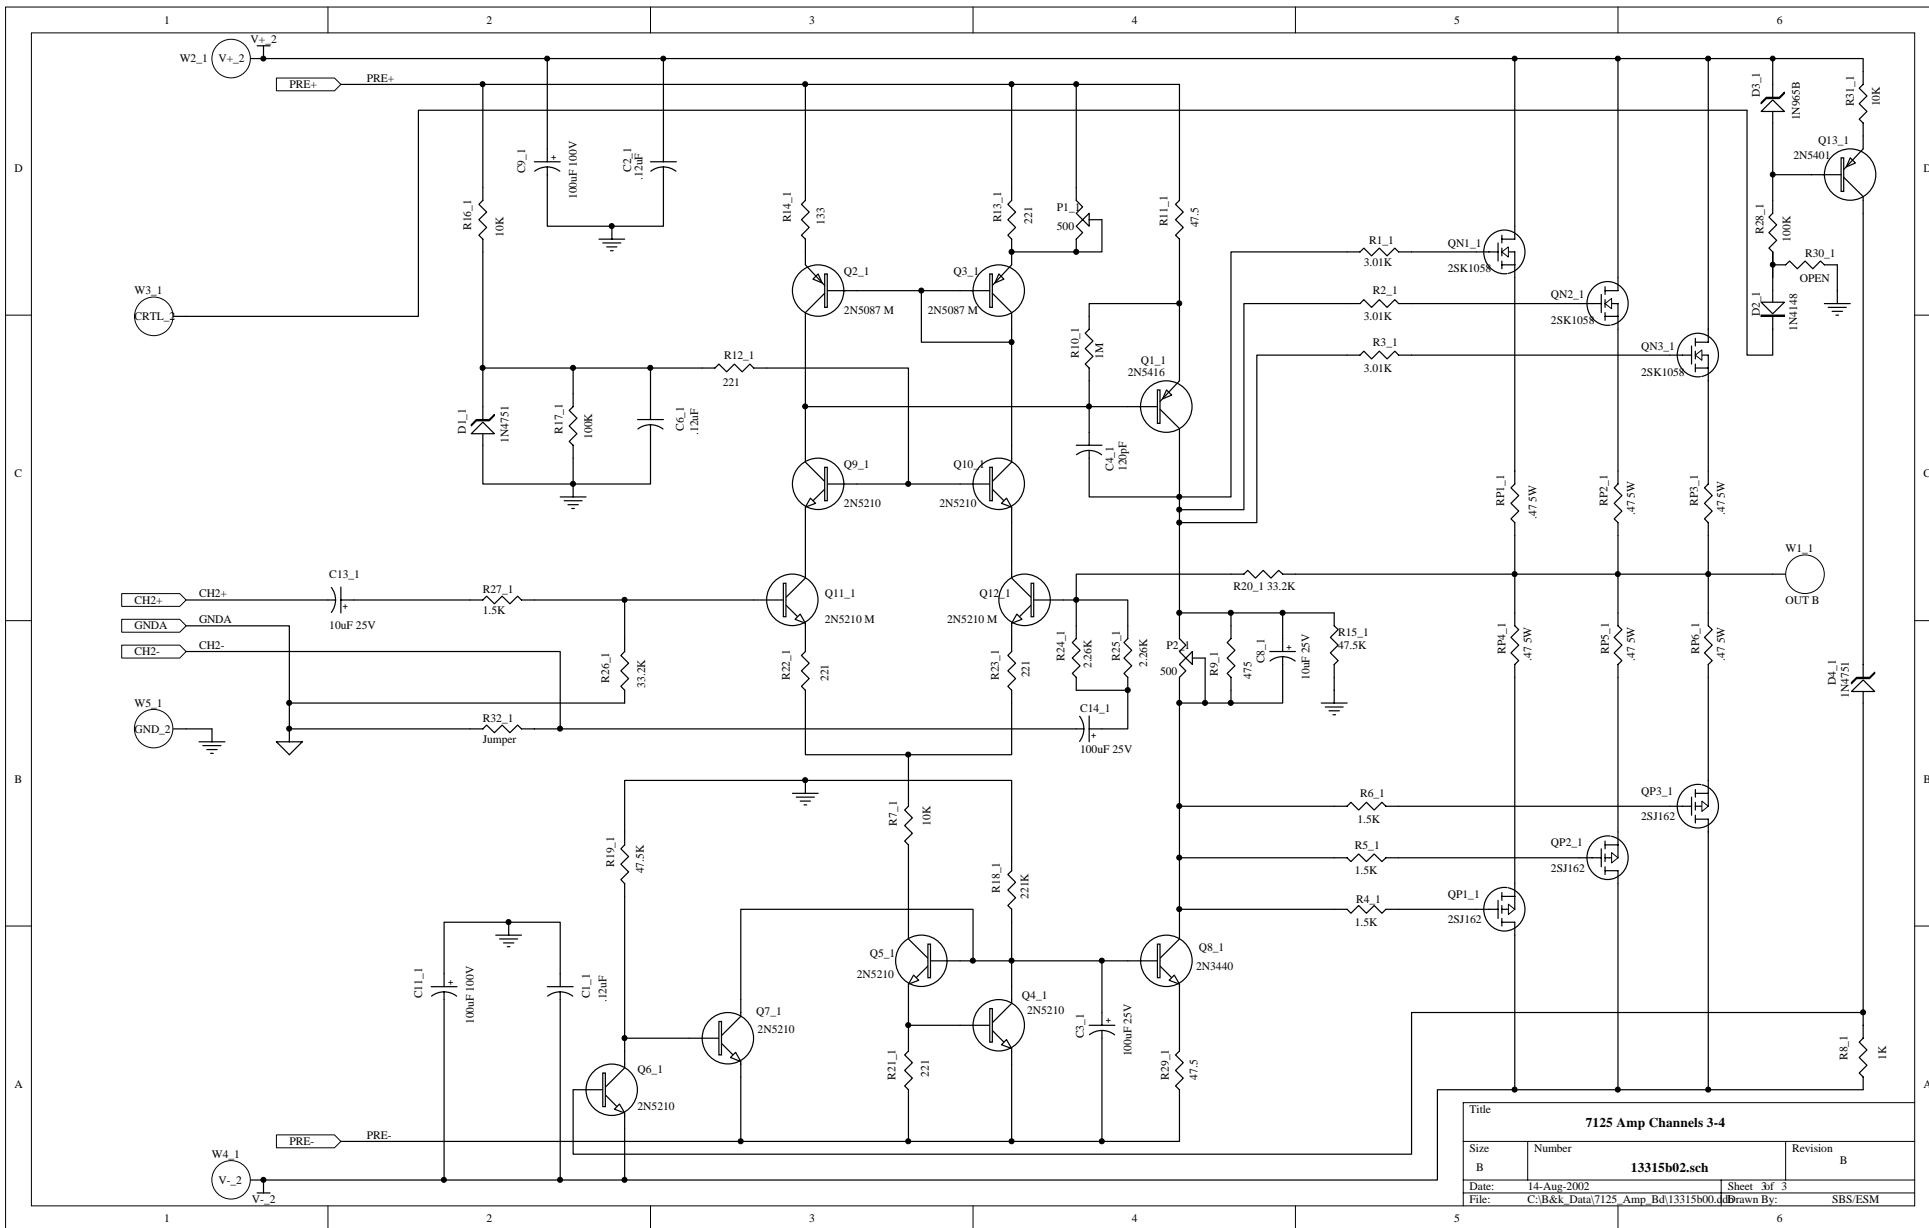 1 2 3 4 5 6
D D
C C
B B
A A
V+_2
W2_1 V+_2
PRE+ PRE+
R16_1 10K
C9_1 100uF 100V
C2_1 .12uF
R14_1 133
R13_1 221
P1_1 500
R11_1 47.5
D3_1 1N965B
R31_1 10K
Q13_1
2N5401
R28_1 100K
R30_1
OPEN
D2_1 1N4148
R1_1
3.01K
QN1_1
2SK1058
R2_1
3.01K
QN2_1
2SK1058
R3_1
3.01K
QN3_1
2SK1058
W3_1
CRTL_2
Q2_1
2N5087 M
Q3_1
2N5087 M
R10_1 1M
Q1_1
2N5416
R12_1
221
D1_1 1N4751
R17_1 100K
C6_1 .12uF
C4_1 120pF
Q9_1
2N5210
Q10_1
2N5210
RP1_1 .47 5W
RP2_1 .47 5W
RP3_1 .47 5W
W1_1
OUT B
R20_1 33.2K
C13_1
10uF 25V
R27_1
1.5K
CH2+ CH2+
GNDA GNDA
CH2- CH2-
Q11_1
2N5210 M
Q12_1
2N5210 M
R26_1 33.2K
R22_1 221
R23_1 221
R24_1 2.26K
R25_1 2.26K
P2_1
500
R9_1 475
C8_1 10uF 25V
R15_1
47.5K
RP4_1 .47 5W
RP5_1 .47 5W
RP6_1 .47 5W
D4_1 1N4751
W5_1
GND_2
R32_1
Jumper
C14_1
100uF 25V
R7_1 10K
R19_1 47.5K
R18_1 221K
R6_1
1.5K
QP3_1
2SJ162
R5_1
1.5K
QP2_1
2SJ162
R4_1
1.5K
QP1_1
2SJ162
C11_1 100uF 100V
C1_1 .12uF
Q5_1
2N5210
Q8_1
2N3440
Q4_1
2N5210
Q7_1
2N5210
C3_1 100uF 25V
R21_1 221
R29_1 47.5
R8_1 1K
Q6_1
2N5210
PRE- PRE-
W4_1
V-_2
V-_2
Title
7125 Amp Channels 3-4
Size Number Revision
B 13315b02.sch B
Date: 14-Aug-2002 Sheet 3of 3
File: C:\B&k_Data\7125_Amp_Bd\13315b00.ddb Drawn By: SBS/ESM
1 2 3 4 5 6